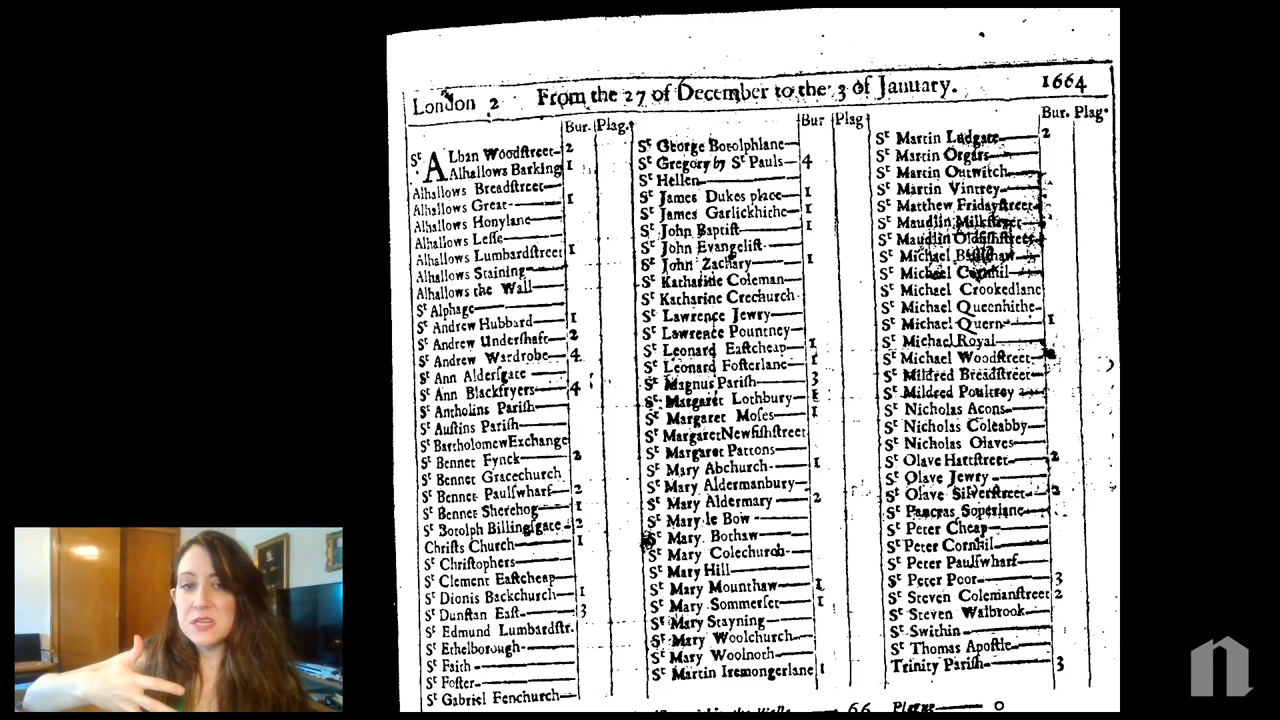 London 2 From the 27 of December to the 3 of January. 1664
Bur. Plag.
St ALban Woodstreet 2
Alhallows Barking 1
Alhallows Breadstreet
Alhallows Great 1
Alhallows Honylane
Alhallows Lesse
Alhallows Lumbardstreet 1
Alhallows Staining
Alhallows the Wall
St Alphage
St Andrew Hubbard 1
St Andrew Undershaft 2
St Andrew Wardrobe 4
St Ann Aldersgate
St Ann Blackfryers 4
St Antholins Parish
St Austins Parish
St Bartholomew Exchange
St Bennet Fynck 2
St Bennet Gracechurch
St Bennet Paulswharf 2
St Bennet Sherehog 1
St Botolph Billingsgate 2
Christs Church 1
St Christophers
St Clement Eastcheap
St Dionis Backchurch 1
St Dunstan East 3
St Edmund Lumbardstr.
St Ethelborough
St Faith
St Foster
St Gabriel Fenchurch
Bur Plag
St George Botolphlane
St Gregory by St Pauls 4
St Hellen
St James Dukes place 1
St James Garlickhithe 1
St John Baptist 1
St John Evangelist
St John Zachary 1
St Katharine Coleman
St Katharine Crechurch
St Lawrence Jewry
St Lawrence Pountney
St Leonard Eastcheap 1
St Leonard Fosterlane 1
St Magnus Parish 3
St Margaret Lothbury 1
St Margaret Moses 1
St Margaret Newfishstreet
St Margaret Pattons
St Mary Abchurch 1
St Mary Aldermanbury
St Mary Aldermary 2
St Mary le Bow
St Mary Bothaw
St Mary Colechurch
St Mary Hill
St Mary Mounthaw 1
St Mary Sommerset 1
St Mary Stayning
St Mary Woolchurch
St Mary Woolnoth
St Martin Iremongerlane 1
Bur. Plag.
St Martin Ludgate 2
St Martin Orgars
St Martin Outwitch
St Martin Vintrey
St Matthew Fridaystreet
St Maudlin Milkstreet
St Maudlin Oldfishstreet
St Michael Bassishaw
St Michael Cornhil
St Michael Crookedlane
St Michael Queenhithe
St Michael Quern 1
St Michael Royal
St Michael Woodstreet
St Mildred Breadstreet
St Mildred Poultrey
St Nicholas Acons
St Nicholas Coleabby
St Nicholas Olaves
St Olave Hartstreet 2
St Olave Jewry
St Olave Silverstreet 2
St Pancras Soperlane
St Peter Cheap
St Peter Cornhil
St Peter Paulswharf
St Peter Poor 3
St Steven Colemanstreet 2
St Steven Walbrook
St Swithin
St Thomas Apostle
Trinity Parish 3
66 Plague 0
n